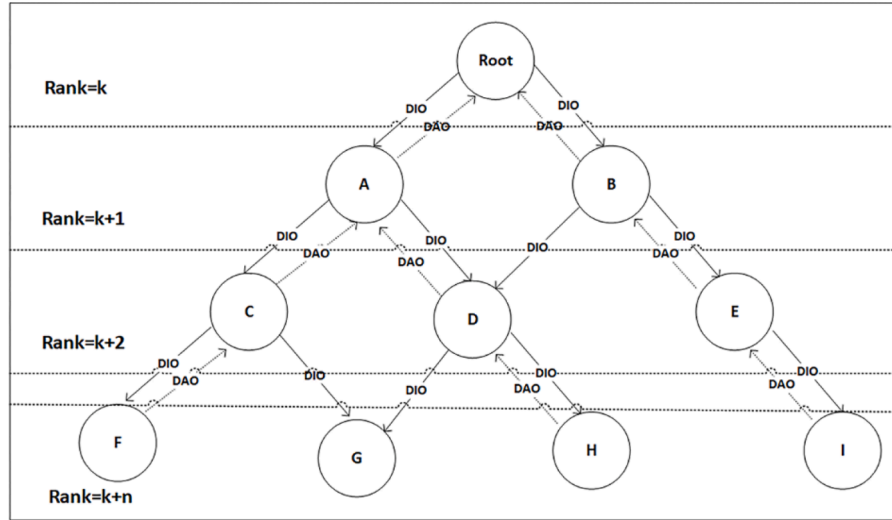 Root
Rank=k
DIO
DAO
DAO
DIO
A
B
Rank=k+1
DIO
DAO
DIO
DAO
DIO
DAO
DIO
C
D
E
Rank=k+2
DIO
DAO
DIO
DIO
DAO
DIO
DAO
DIO
F
G
H
I
Rank=k+n